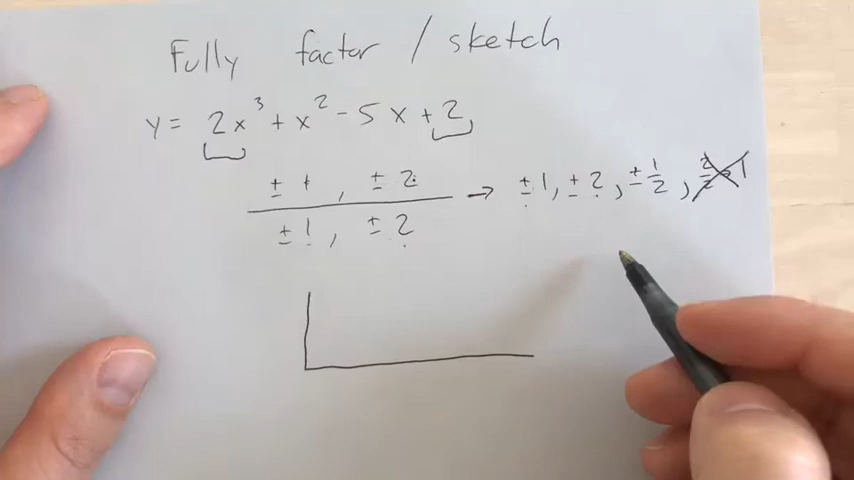 Fully factor / sketch
y = 2x³ + x² - 5x + 2
± 1 , ± 2 → ± 1, ± 2, ± 1/2,
± 1 , ± 2